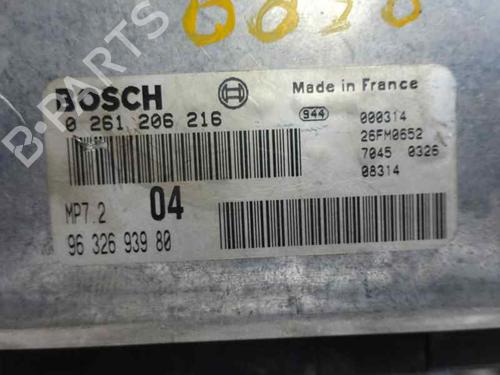 BOSCH
Made in France
0 261 206 216
944
000314
26FM0652
7045 0326
08314
MP7.2
04
96 326 939 80
B-PARTS